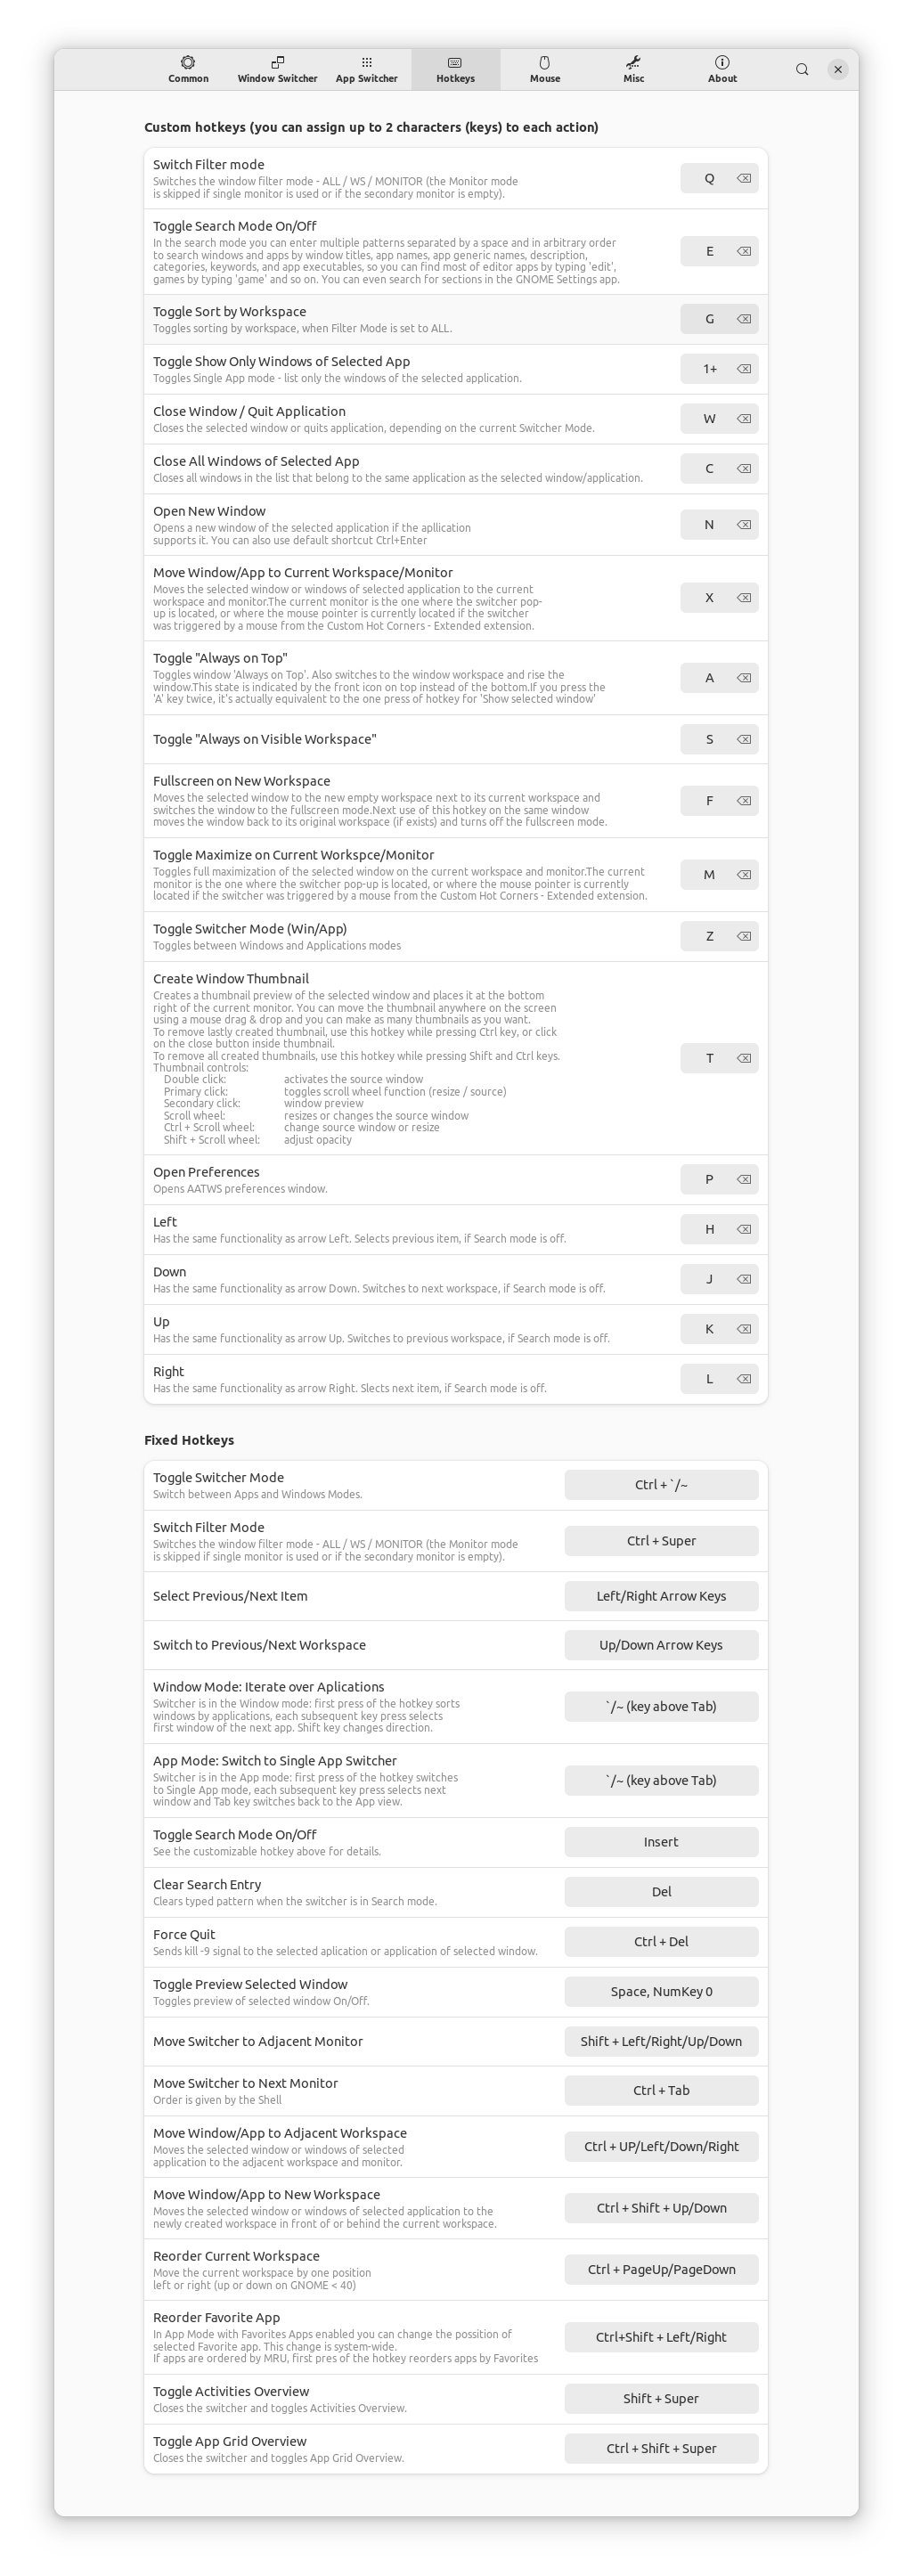 Common
Window Switcher
App Switcher
Hotkeys
Mouse
Misc
About
Custom hotkeys (you can assign up to 2 characters (keys) to each action)
Switch Filter mode
Switches the window filter mode - ALL / WS / MONITOR (the Monitor mode
is skipped if single monitor is used or if the secondary monitor is empty).
Q
Toggle Search Mode On/Off
In the search mode you can enter multiple patterns separated by a space and in arbitrary order
to search windows and apps by window titles, app names, app generic names, description,
categories, keywords, and app executables, so you can find most of editor apps by typing 'edit',
games by typing 'game' and so on. You can even search for sections in the GNOME Settings app.
E
Toggle Sort by Workspace
Toggles sorting by workspace, when Filter Mode is set to ALL.
G
Toggle Show Only Windows of Selected App
Toggles Single App mode - list only the windows of the selected application.
1+
Close Window / Quit Application
Closes the selected window or quits application, depending on the current Switcher Mode.
W
Close All Windows of Selected App
Closes all windows in the list that belong to the same application as the selected window/application.
C
Open New Window
Opens a new window of the selected application if the apllication
supports it. You can also use default shortcut Ctrl+Enter
N
Move Window/App to Current Workspace/Monitor
Moves the selected window or windows of selected application to the current
workspace and monitor.The current monitor is the one where the switcher pop-
up is located, or where the mouse pointer is currently located if the switcher
was triggered by a mouse from the Custom Hot Corners - Extended extension.
X
Toggle "Always on Top"
Toggles window 'Always on Top'. Also switches to the window workspace and rise the
window.This state is indicated by the front icon on top instead of the bottom.If you press the
'A' key twice, it's actually equivalent to the one press of hotkey for 'Show selected window'
A
Toggle "Always on Visible Workspace"
S
Fullscreen on New Workspace
Moves the selected window to the new empty workspace next to its current workspace and
switches the window to the fullscreen mode.Next use of this hotkey on the same window
moves the window back to its original workspace (if exists) and turns off the fullscreen mode.
F
Toggle Maximize on Current Workspce/Monitor
Toggles full maximization of the selected window on the current workspace and monitor.The current
monitor is the one where the switcher pop-up is located, or where the mouse pointer is currently
located if the switcher was triggered by a mouse from the Custom Hot Corners - Extended extension.
M
Toggle Switcher Mode (Win/App)
Toggles between Windows and Applications modes
Z
Create Window Thumbnail
Creates a thumbnail preview of the selected window and places it at the bottom
right of the current monitor. You can move the thumbnail anywhere on the screen
using a mouse drag & drop and you can make as many thumbnails as you want.
To remove lastly created thumbnail, use this hotkey while pressing Ctrl key, or click
on the close button inside thumbnail.
To remove all created thumbnails, use this hotkey while pressing Shift and Ctrl keys.
Thumbnail controls:
Double click: activates the source window
Primary click: toggles scroll wheel function (resize / source)
Secondary click: window preview
Scroll wheel: resizes or changes the source window
Ctrl + Scroll wheel: change source window or resize
Shift + Scroll wheel: adjust opacity
T
Open Preferences
Opens AATWS preferences window.
P
Left
Has the same functionality as arrow Left. Selects previous item, if Search mode is off.
H
Down
Has the same functionality as arrow Down. Switches to next workspace, if Search mode is off.
J
Up
Has the same functionality as arrow Up. Switches to previous workspace, if Search mode is off.
K
Right
Has the same functionality as arrow Right. Slects next item, if Search mode is off.
L
Fixed Hotkeys
Toggle Switcher Mode
Switch between Apps and Windows Modes.
Ctrl + `/~
Switch Filter Mode
Switches the window filter mode - ALL / WS / MONITOR (the Monitor mode
is skipped if single monitor is used or if the secondary monitor is empty).
Ctrl + Super
Select Previous/Next Item
Left/Right Arrow Keys
Switch to Previous/Next Workspace
Up/Down Arrow Keys
Window Mode: Iterate over Aplications
Switcher is in the Window mode: first press of the hotkey sorts
windows by applications, each subsequent key press selects
first window of the next app. Shift key changes direction.
`/~ (key above Tab)
App Mode: Switch to Single App Switcher
Switcher is in the App mode: first press of the hotkey switches
to Single App mode, each subsequent key press selects next
window and Tab key switches back to the App view.
`/~ (key above Tab)
Toggle Search Mode On/Off
See the customizable hotkey above for details.
Insert
Clear Search Entry
Clears typed pattern when the switcher is in Search mode.
Del
Force Quit
Sends kill -9 signal to the selected aplication or application of selected window.
Ctrl + Del
Toggle Preview Selected Window
Toggles preview of selected window On/Off.
Space, NumKey 0
Move Switcher to Adjacent Monitor
Shift + Left/Right/Up/Down
Move Switcher to Next Monitor
Order is given by the Shell
Ctrl + Tab
Move Window/App to Adjacent Workspace
Moves the selected window or windows of selected
application to the adjacent workspace and monitor.
Ctrl + UP/Left/Down/Right
Move Window/App to New Workspace
Moves the selected window or windows of selected application to the
newly created workspace in front of or behind the current workspace.
Ctrl + Shift + Up/Down
Reorder Current Workspace
Move the current workspace by one position
left or right (up or down on GNOME < 40)
Ctrl + PageUp/PageDown
Reorder Favorite App
In App Mode with Favorites Apps enabled you can change the possition of
selected Favorite app. This change is system-wide.
If apps are ordered by MRU, first pres of the hotkey reorders apps by Favorites
Ctrl+Shift + Left/Right
Toggle Activities Overview
Closes the switcher and toggles Activities Overview.
Shift + Super
Toggle App Grid Overview
Closes the switcher and toggles App Grid Overview.
Ctrl + Shift + Super